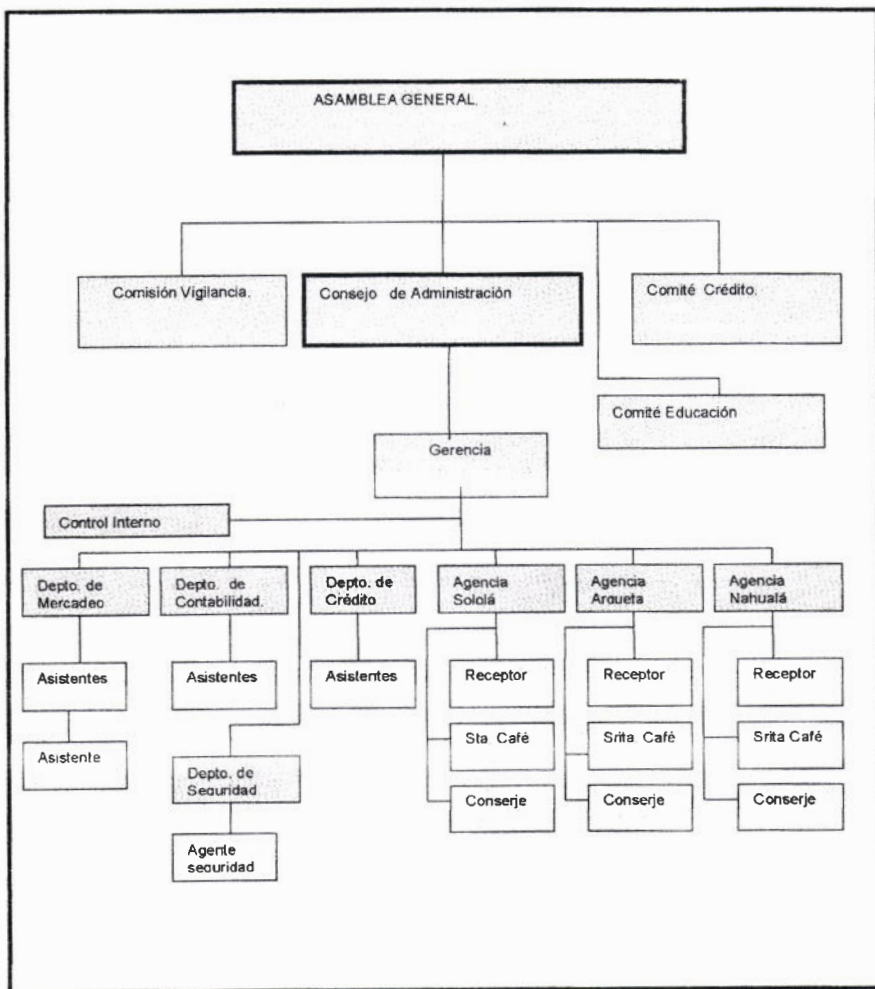 ASAMBLEA GENERAL.
Comisión Vigilancia.
Consejo de Administración
Comité Crédito.
Comité Educación
Gerencia
Control Interno
Depto. de
Mercadeo
Depto. de
Contabilidad.
Depto. de
Crédito
Agencia
Sololá
Agencia
Argueta
Agencia
Nahualá
Asistentes
Asistentes
Asistentes
Receptor
Receptor
Receptor
Asistente
Sta. Café
Srita. Café
Srita Café
Depto. de
Seguridad
Conserje
Conserje
Conserje
Agente
seguridad